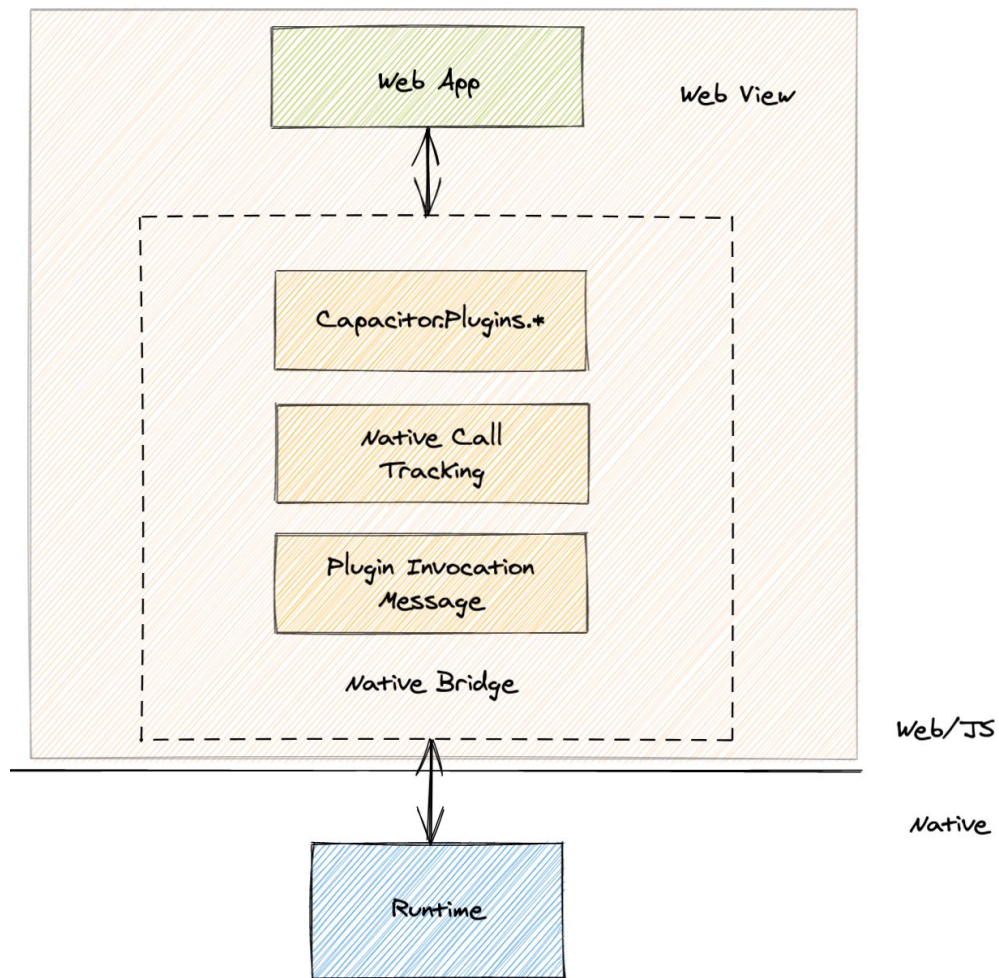 Web App
Web View
Capacitor.Plugins.*
Native Call
Tracking
Plugin Invocation
Message
Native Bridge
Web/JS
Native
Runtime